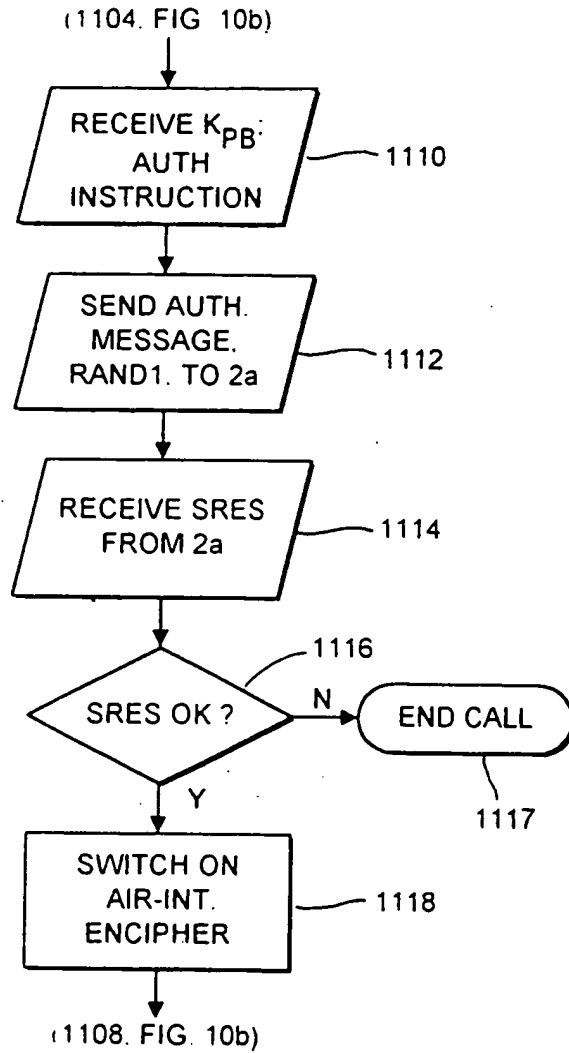 (1104. FIG 10b)
RECEIVE KPB:
AUTH
INSTRUCTION
1110
SEND AUTH.
MESSAGE,
RAND1. TO 2a
1112
RECEIVE SRES
FROM 2a
1114
1116
SRES OK ?
N
END CALL
1117
Y
SWITCH ON
AIR-INT.
ENCIPHER
1118
(1108. FIG. 10b)